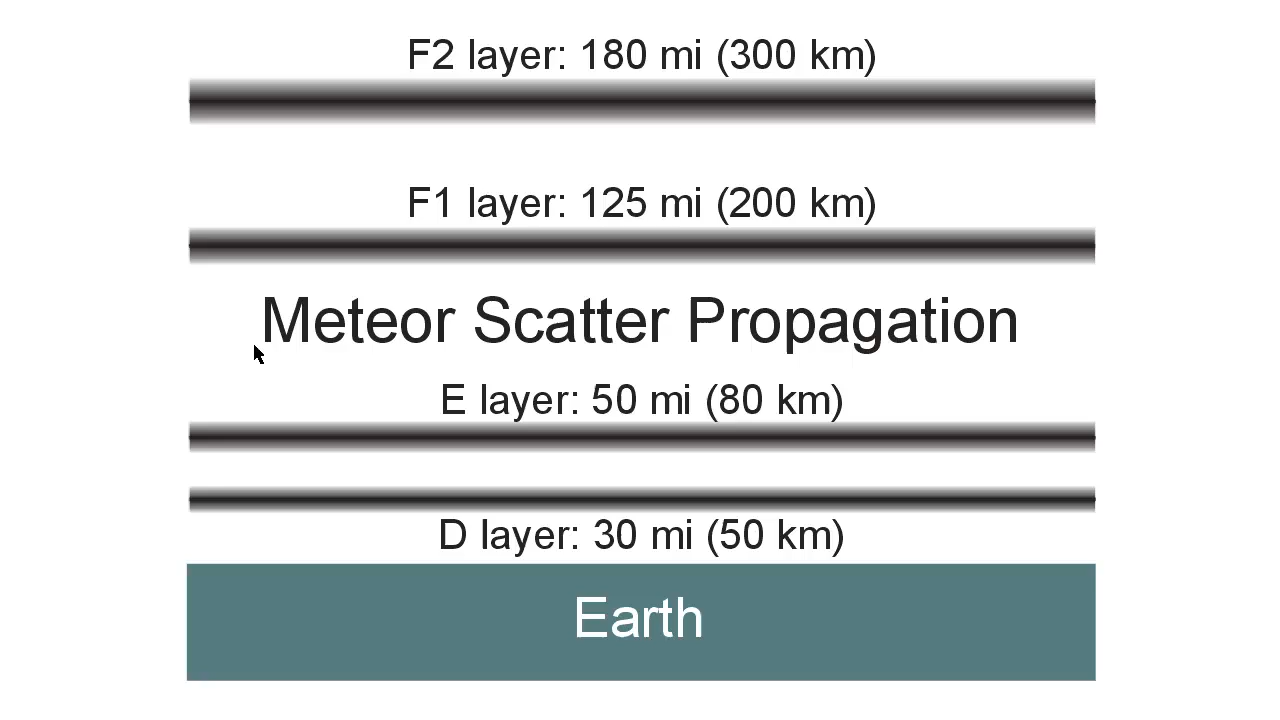 F2 layer: 180 mi (300 km)
F1 layer: 125 mi (200 km)
Meteor Scatter Propagation
E layer: 50 mi (80 km)
D layer: 30 mi (50 km)
Earth